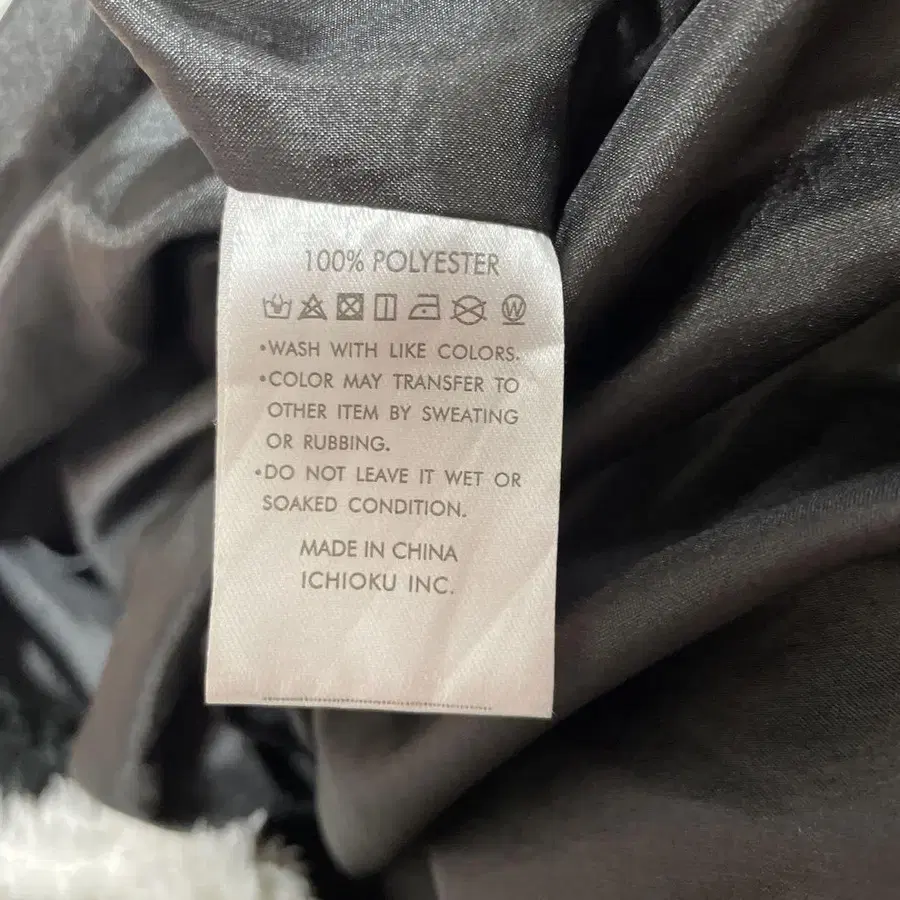 100% POLYESTER
W
•WASH WITH LIKE COLORS.
•COLOR MAY TRANSFER TO
OTHER ITEM BY SWEATING
OR RUBBING.
•DO NOT LEAVE IT WET OR
SOAKED CONDITION.
MADE IN CHINA
ICHIOKU INC.